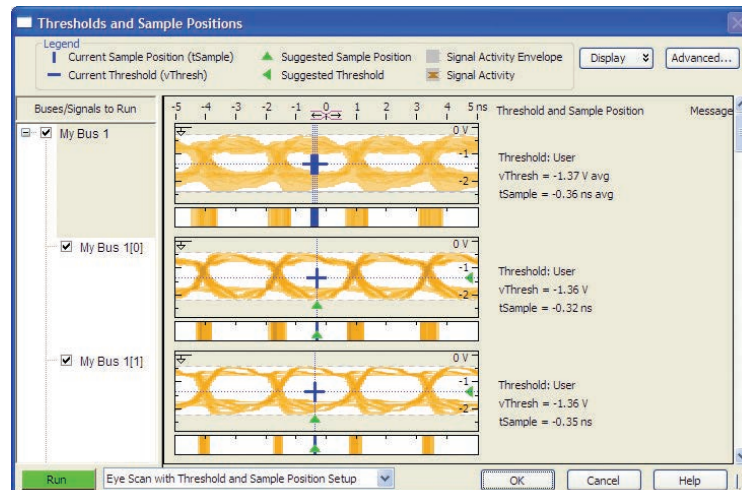 Thresholds and Sample Positions
Legend
Current Sample Position (tSample)
Suggested Sample Position
Signal Activity Envelope
Current Threshold (vThresh)
Suggested Threshold
Signal Activity
Display
Advanced...
Buses/Signals to Run
-5 -4 -3 -2 -1 0 1 2 3 4 5 ns
Threshold and Sample Position
Message
My Bus 1
0 V
-1
-2
Threshold: User
vThresh = -1.37 V avg
tSample = -0.36 ns avg
My Bus 1[0]
0 V
-1
-2
Threshold: User
vThresh = -1.36 V
tSample = -0.32 ns
My Bus 1[1]
0 V
-1
-2
Threshold: User
vThresh = -1.36 V
tSample = -0.35 ns
Run
Eye Scan with Threshold and Sample Position Setup
OK
Cancel
Help